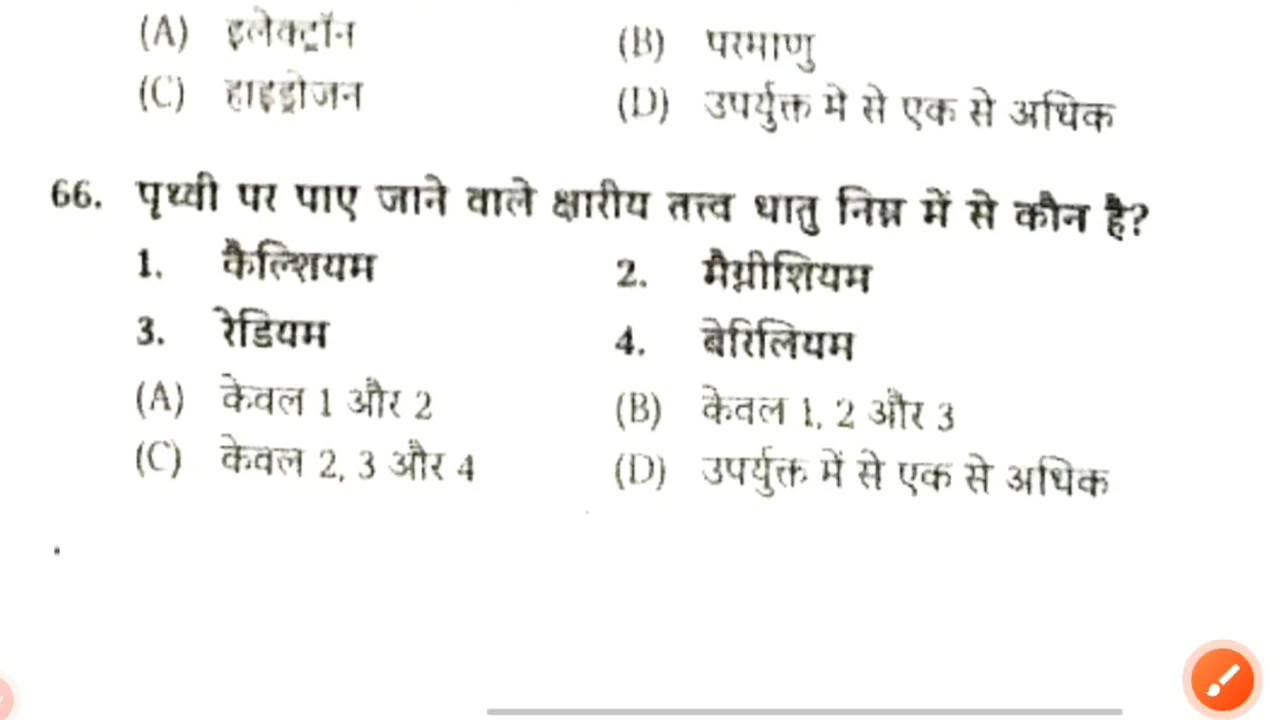 (A) इलेक्ट्रॉन (B) परमाणु
(C) हाइड्रोजन (D) उपर्युक्त मे से एक से अधिक
66. पृथ्वी पर पाए जाने वाले क्षारीय तत्त्व धातु निम्न में से कौन है?
1. कैल्शियम 2. मैग्नीशियम
3. रेडियम 4. बेरिलियम
(A) केवल 1 और 2 (B) केवल 1, 2 और 3
(C) केवल 2, 3 और 4 (D) उपर्युक्त में से एक से अधिक